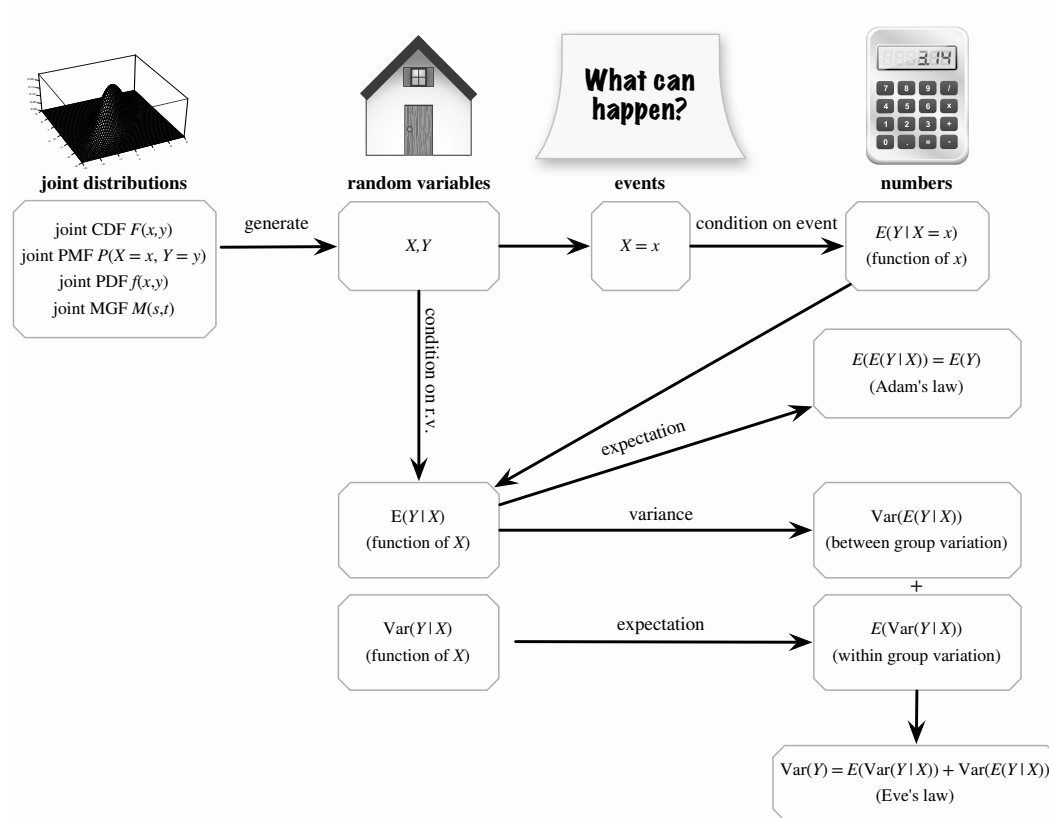 What can
happen?
3.14
7 8 9 /
4 5 6 x
1 2 3 +
0 . = -
joint distributions
random variables
events
numbers
joint CDF F(x,y)
joint PMF P(X = x, Y = y)
joint PDF f(x,y)
joint MGF M(s,t)
generate
X,Y
X = x
condition on event
E(Y | X = x)
(function of x)
condition on r.v.
E(E(Y | X)) = E(Y)
(Adam's law)
expectation
E(Y | X)
(function of X)
variance
Var(E(Y | X))
(between group variation)
+
Var(Y | X)
(function of X)
expectation
E(Var(Y | X))
(within group variation)
Var(Y) = E(Var(Y | X)) + Var(E(Y | X))
(Eve's law)